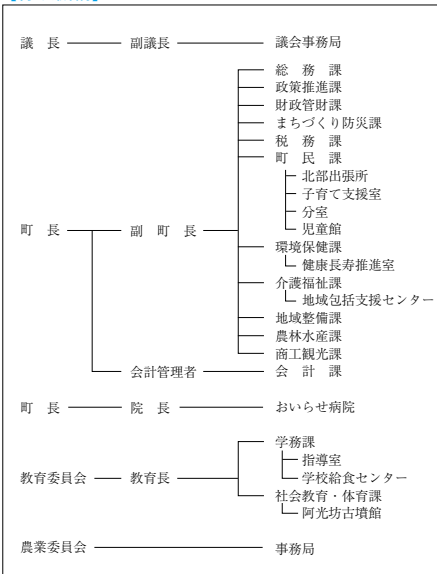 議 長 副議長 議会事務局
総 務 課
政策推進課
財政管財課
まちづくり防災課
税 務 課
町 民 課
北部出張所
子育て支援室
分室
児童館
町 長 副 町 長
環境保健課
健康長寿推進室
介護福祉課
地域包括支援センター
地域整備課
農林水産課
商工観光課
会計管理者 会 計 課
町 長 院 長 おいらせ病院
学務課
指導室
教育委員会 教育長
学校給食センター
社会教育・体育課
阿光坊古墳館
農業委員会 事務局